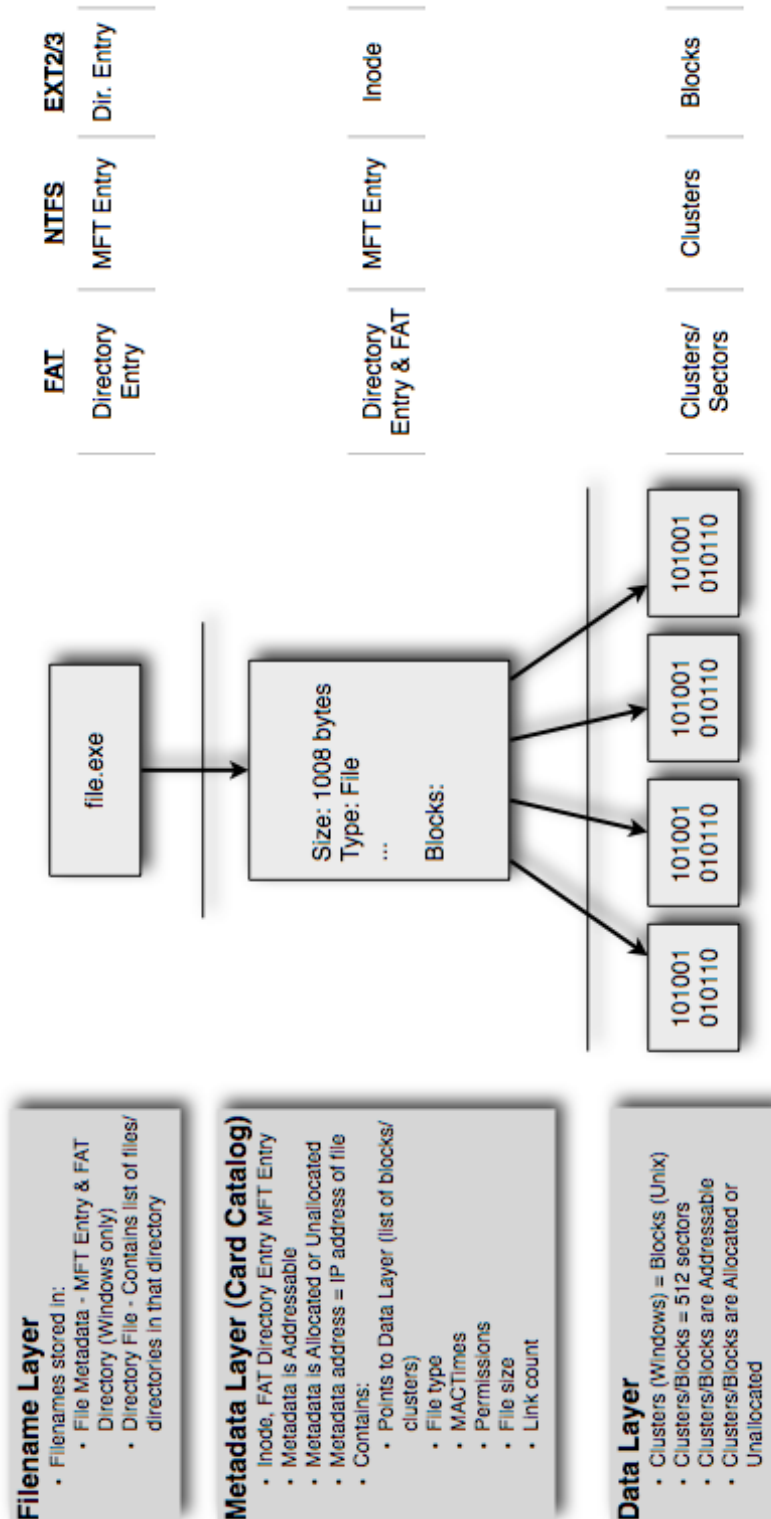 Filename Layer
• Filenames stored in:
• File Metadata - MFT Entry & FAT
Directory (Windows only)
• Directory File - Contains list of files/
directories in that directory
Metadata Layer (Card Catalog)
• Inode, FAT Directory Entry MFT Entry
• Metadata is Addressable
• Metadata is Allocated or Unallocated
• Metadata address = IP address of file
• Contains:
• Points to Data Layer (list of blocks/
clusters)
• File type
• MACTimes
• Permissions
• File size
• Link count
Data Layer
• Clusters (Windows) = Blocks (Unix)
• Clusters/Blocks = 512 sectors
• Clusters/Blocks are Addressable
• Clusters/Blocks are Allocated or
Unallocated
file.exe
Size: 1008 bytes
Type: File
...
Blocks:
101001
010110
101001
010110
101001
010110
101001
010110
FAT
NTFS
EXT2/3
Directory
Entry
MFT Entry
Dir. Entry
Directory
Entry & FAT
MFT Entry
Inode
Clusters/
Sectors
Clusters
Blocks